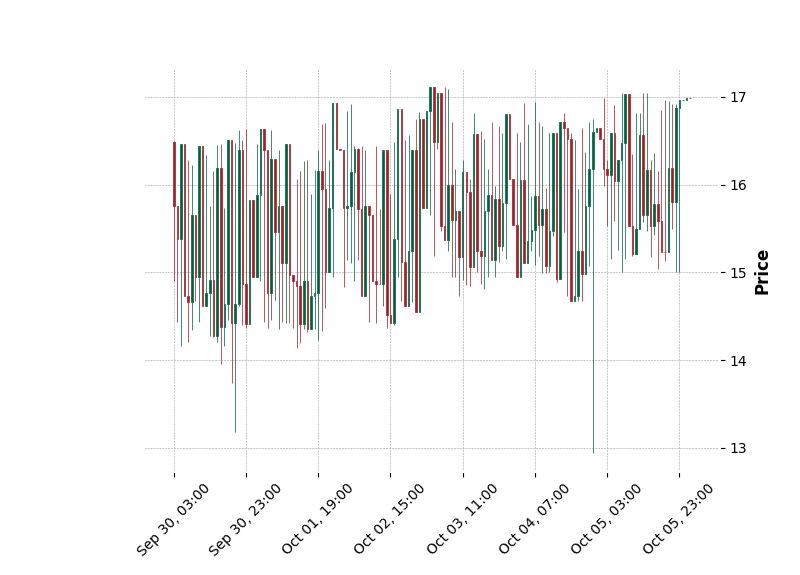 17
16
15
14
13
Price
Sep 30, 03:00
Sep 30, 23:00
Oct 01, 19:00
Oct 02, 15:00
Oct 03, 11:00
Oct 04, 07:00
Oct 05, 03:00
Oct 05, 23:00